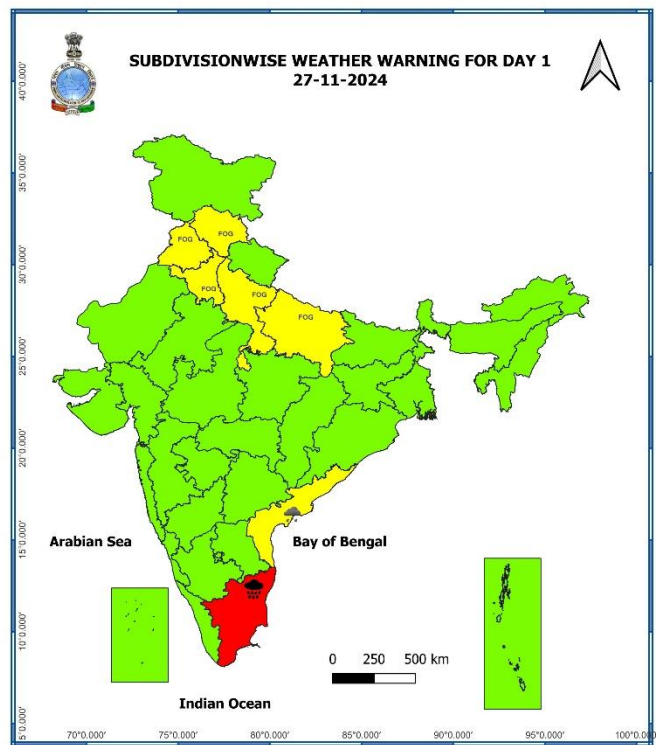 SUBDIVISIONWISE WEATHER WARNING FOR DAY 1
27-11-2024
40°0.000'
35°0.000'
30°0.000'
25°0.000'
20°0.000'
15°0.000'
10°0.000'
5°0.000'
FOG
FOG
FOG
FOG
FOG
Arabian Sea
Bay of Bengal
0 250 500 km
Indian Ocean
70°0.000' 75°0.000' 80°0.000' 85°0.000' 90°0.000' 95°0.000' 100°0.000'